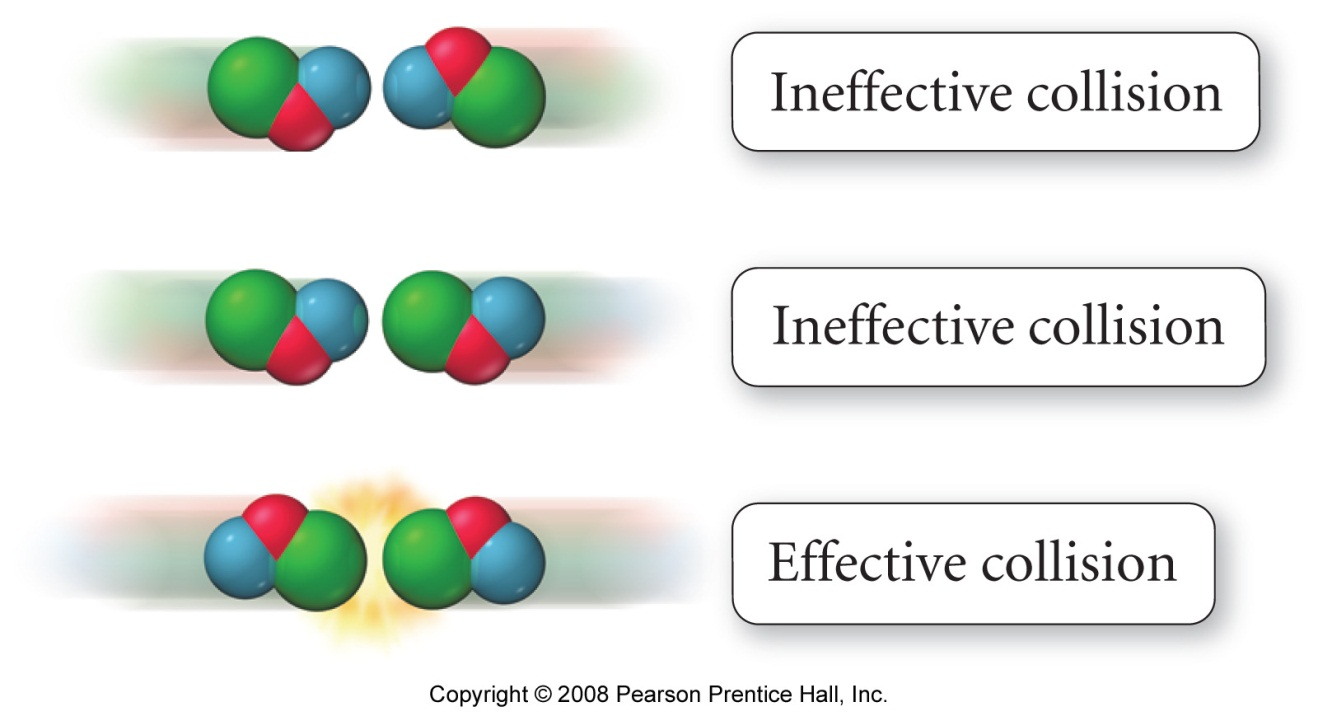 Ineffective collision
Ineffective collision
Effective collision
Copyright © 2008 Pearson Prentice Hall, Inc.